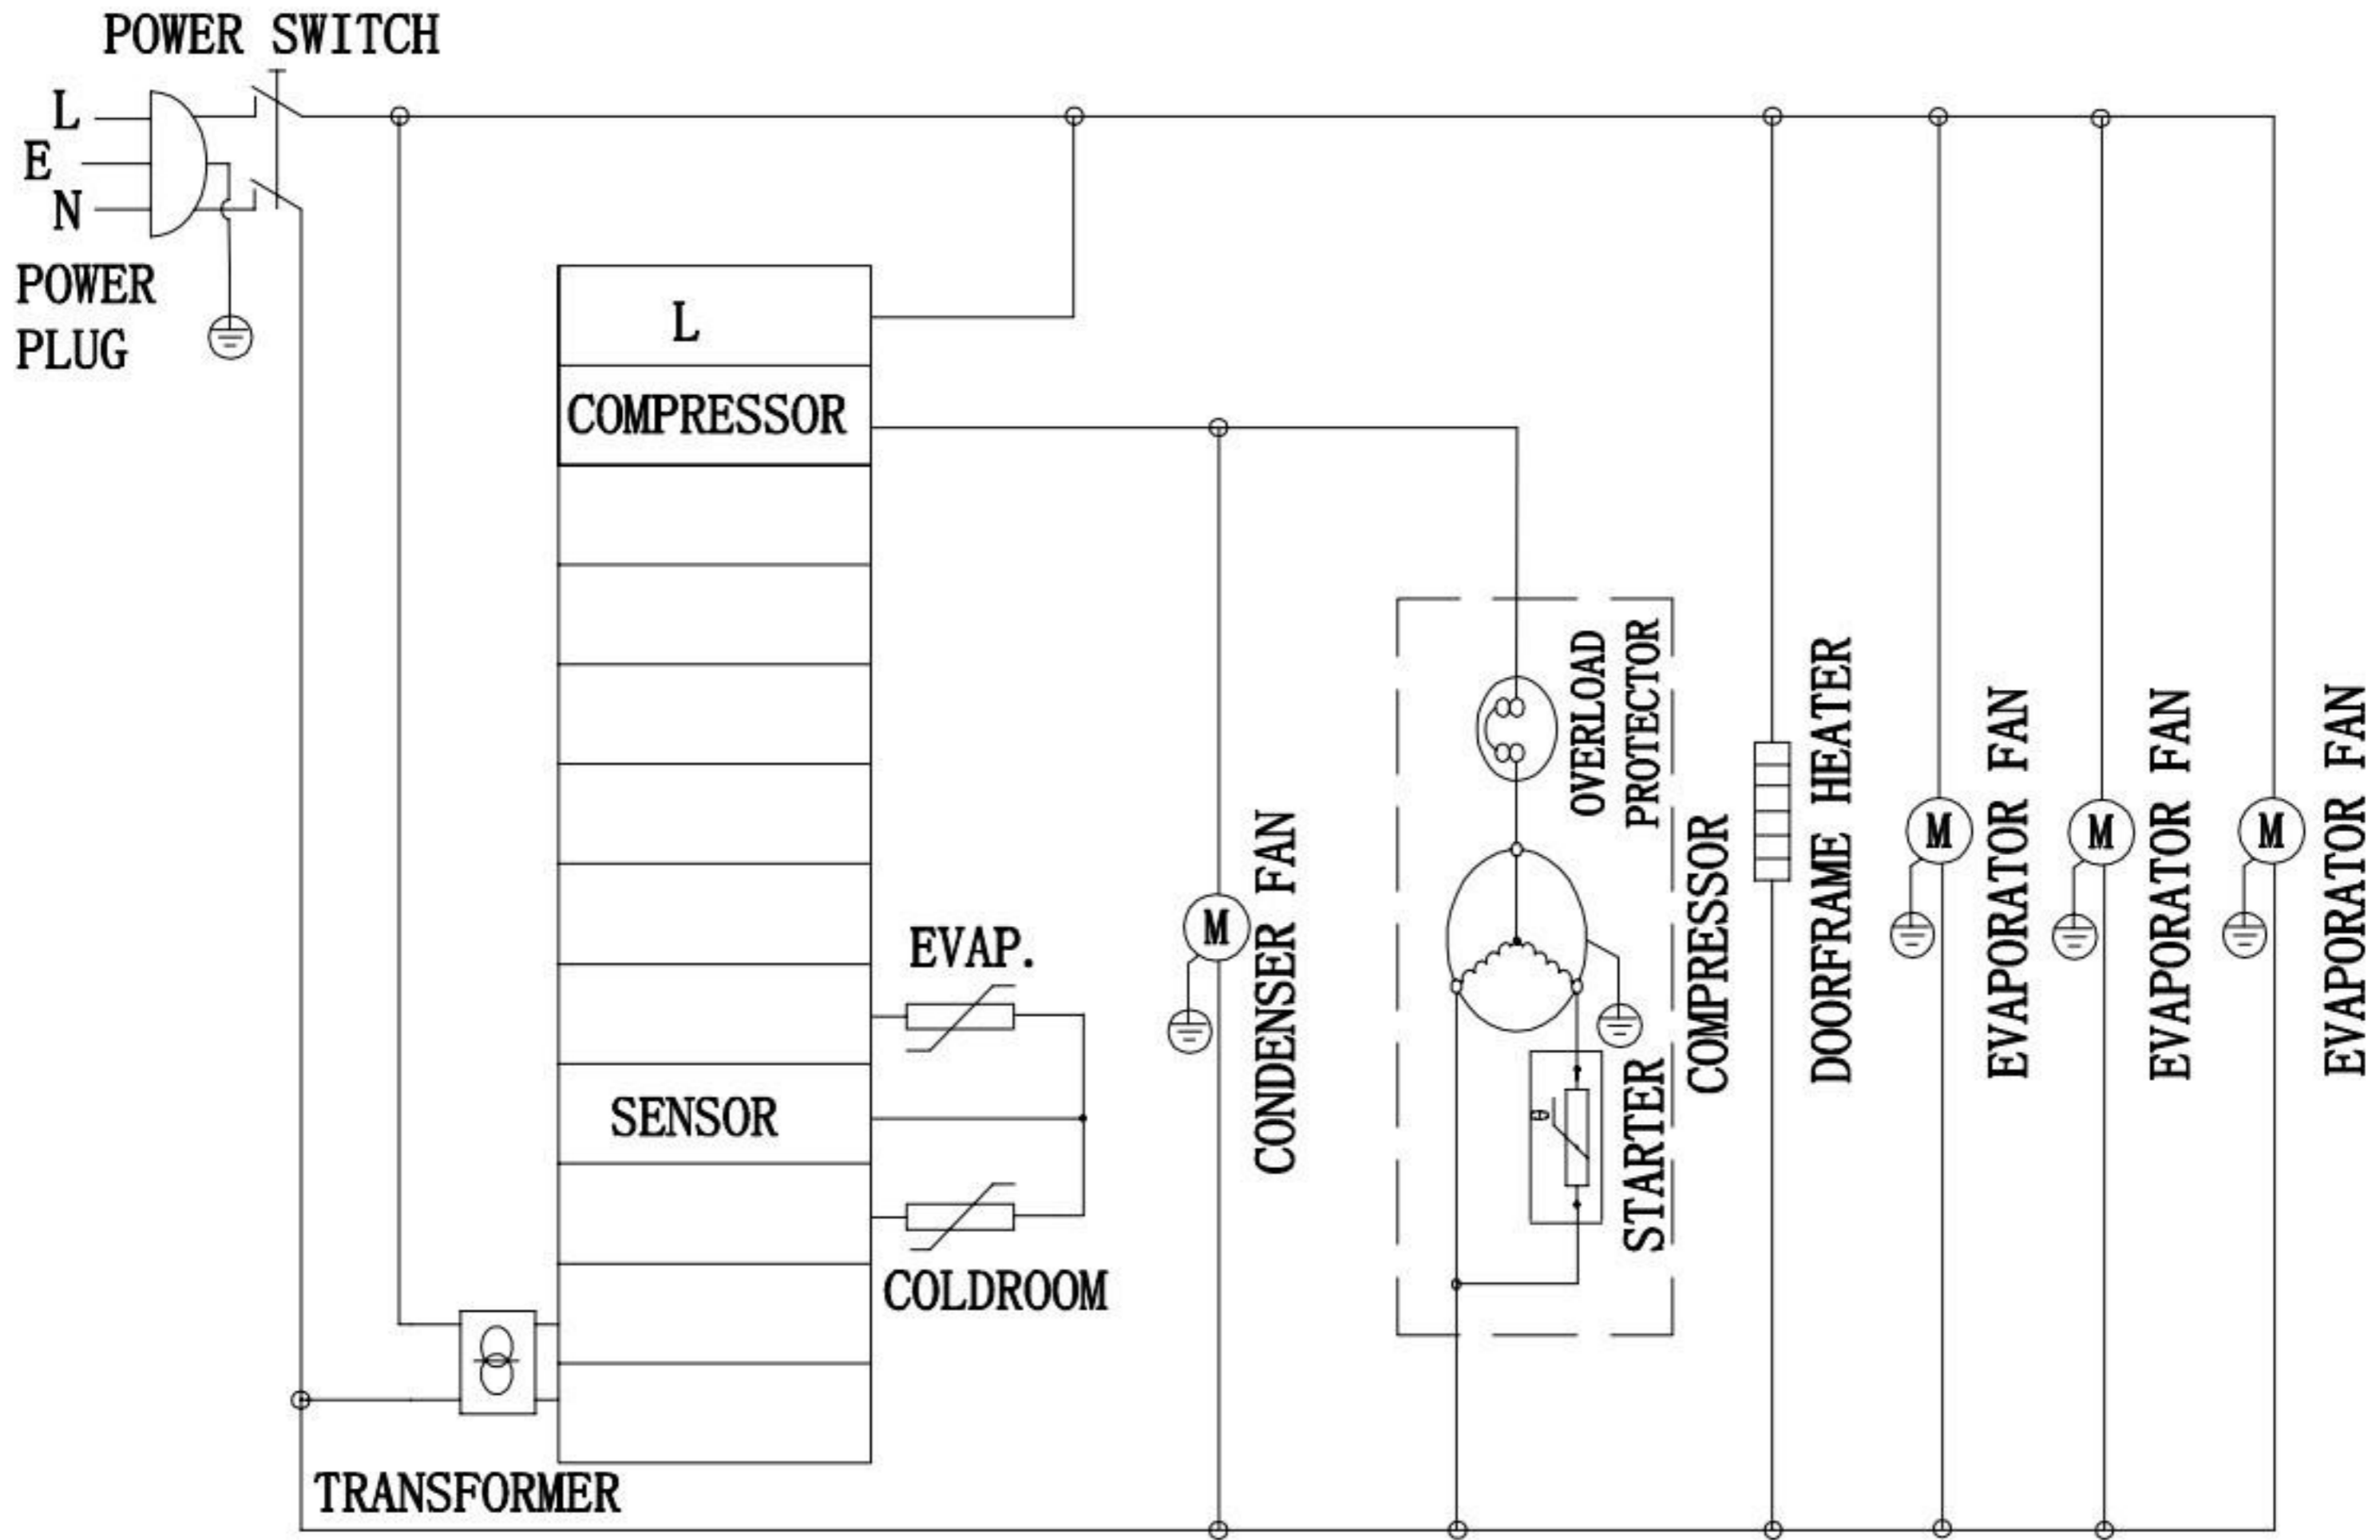 POWER SWITCH
L
E
N
POWER
PLUG
L
COMPRESSOR
SENSOR
EVAP.
COLDROOM
TRANSFORMER
M
CONDENSER FAN
OVERLOAD
PROTECTOR
θ
STARTER
COMPRESSOR
DOORFRAME HEATER
M
EVAPORATOR FAN
M
EVAPORATOR FAN
M
EVAPORATOR FAN